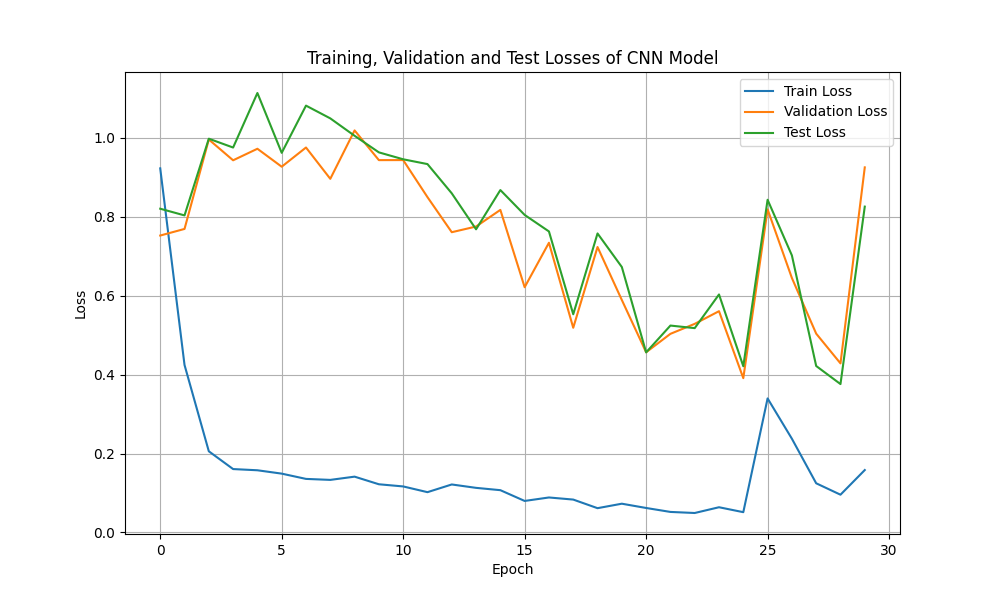 Training, Validation and Test Losses of CNN Model
Train Loss
Validation Loss
Test Loss
1.0
0.8
0.6
0.4
0.2
0.0
Loss
0 5 10 15 20 25 30
Epoch